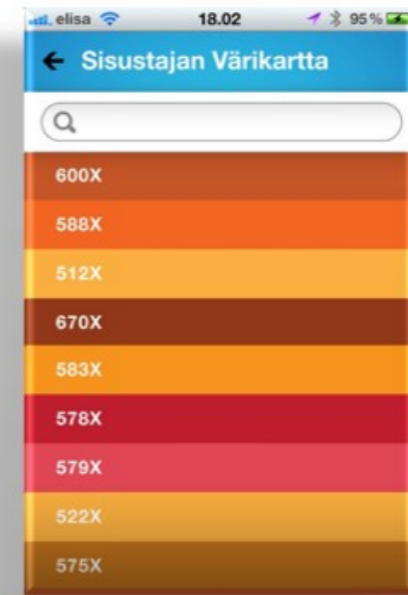 elisa 18.02 95%
Sisustajan Värikartta
600X
588X
512X
670X
583X
578X
579X
522X
575X